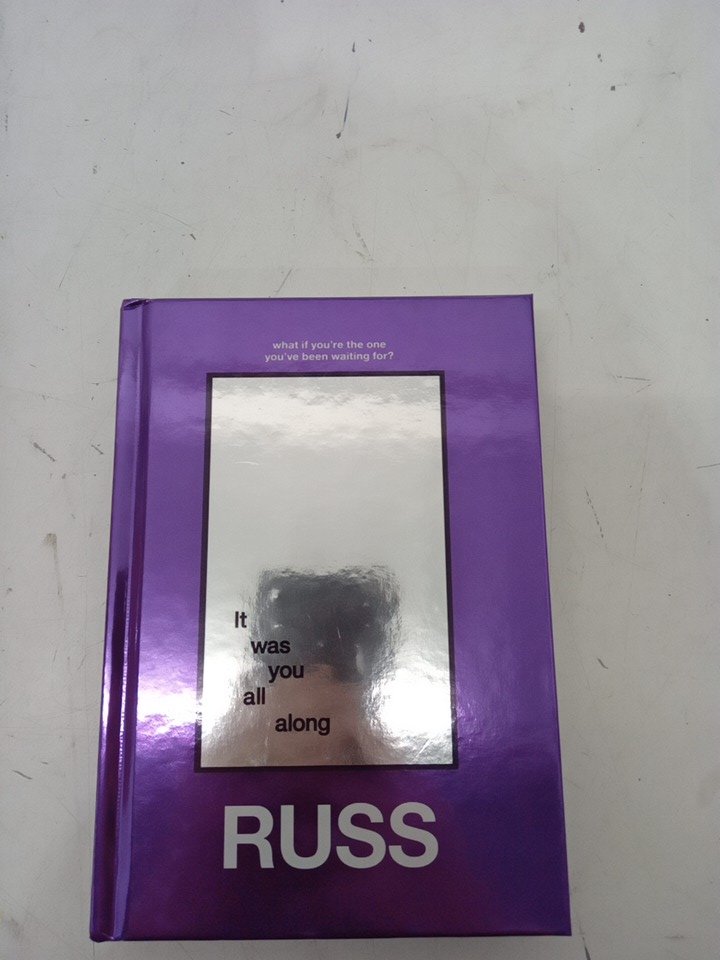 what if you're the one
you've been waiting for?
It
was
you
all
along
RUSS